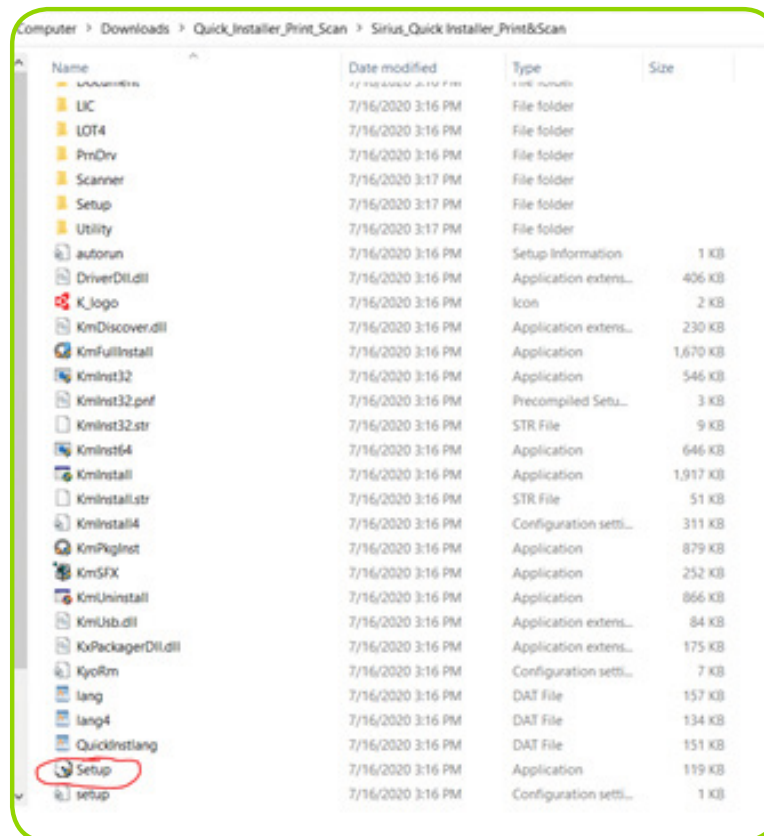 Computer > Downloads > Quick_Installer_Print_Scan > Sirius_Quick Installer_Print&Scan
Name Date modified Type Size
Document 7/16/2020 3:16 PM File folder
LIC 7/16/2020 3:16 PM File folder
LOT4 7/16/2020 3:16 PM File folder
PrnDrv 7/16/2020 3:16 PM File folder
Scanner 7/16/2020 3:17 PM File folder
Setup 7/16/2020 3:17 PM File folder
Utility 7/16/2020 3:17 PM File folder
autorun 7/16/2020 3:16 PM Setup Information 1 KB
DriverDll.dll 7/16/2020 3:16 PM Application extens... 406 KB
K_logo 7/16/2020 3:16 PM Icon 2 KB
KmDiscover.dll 7/16/2020 3:16 PM Application extens... 230 KB
KmFullInstall 7/16/2020 3:16 PM Application 1,670 KB
KmInst32 7/16/2020 3:16 PM Application 546 KB
KmInst32.pnf 7/16/2020 3:16 PM Precompiled Setu... 3 KB
KmInst32.str 7/16/2020 3:16 PM STR File 9 KB
KmInst64 7/16/2020 3:16 PM Application 646 KB
KmInstall 7/16/2020 3:16 PM Application 1,917 KB
KmInstall.str 7/16/2020 3:16 PM STR File 51 KB
KmInstall4 7/16/2020 3:16 PM Configuration setti... 311 KB
KmPkgInst 7/16/2020 3:16 PM Application 879 KB
KmSFX 7/16/2020 3:16 PM Application 252 KB
KmUninstall 7/16/2020 3:16 PM Application 866 KB
KmUsb.dll 7/16/2020 3:16 PM Application extens... 84 KB
KxPackagerDll.dll 7/16/2020 3:16 PM Application extens... 175 KB
KyoRm 7/16/2020 3:16 PM Configuration setti... 7 KB
lang 7/16/2020 3:16 PM DAT File 157 KB
lang4 7/16/2020 3:16 PM DAT File 134 KB
QuickInstlang 7/16/2020 3:16 PM DAT File 151 KB
Setup 7/16/2020 3:16 PM Application 119 KB
setup 7/16/2020 3:16 PM Configuration setti... 1 KB